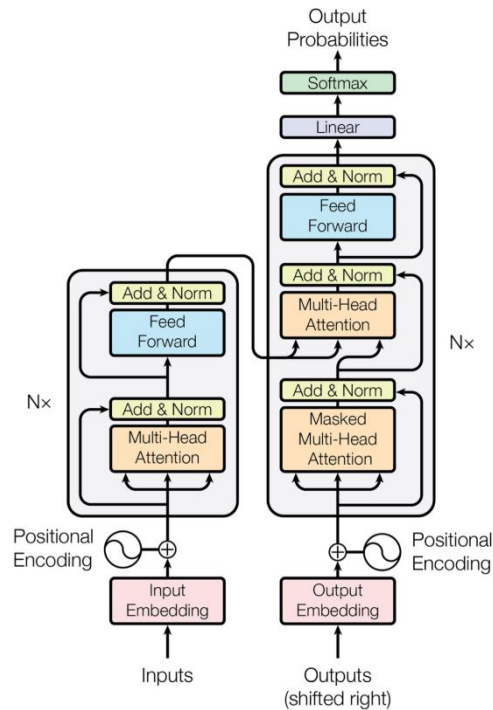 Output
Probabilities
Softmax
Linear
Add & Norm
Feed
Forward
Add & Norm
Multi-Head
Attention
Add & Norm
Masked
Multi-Head
Attention
N×
Add & Norm
Feed
Forward
Add & Norm
Multi-Head
Attention
N×
Positional
Encoding
Input
Embedding
Inputs
Positional
Encoding
Output
Embedding
Outputs
(shifted right)